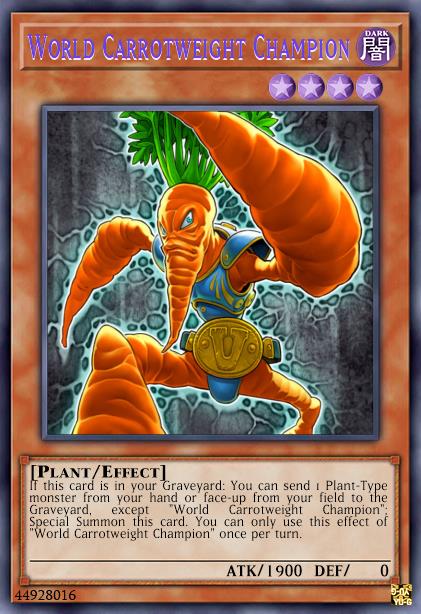 World Carrotweight Champion
DARK
闇
[Plant/Effect]
If this card is in your Graveyard: You can send 1 Plant-Type
monster from your hand or face-up from your field to the
Graveyard, except "World Carrotweight Champion";
Special Summon this card. You can only use this effect of
"World Carrotweight Champion" once per turn.
ATK/1900 DEF/ 0
44928016